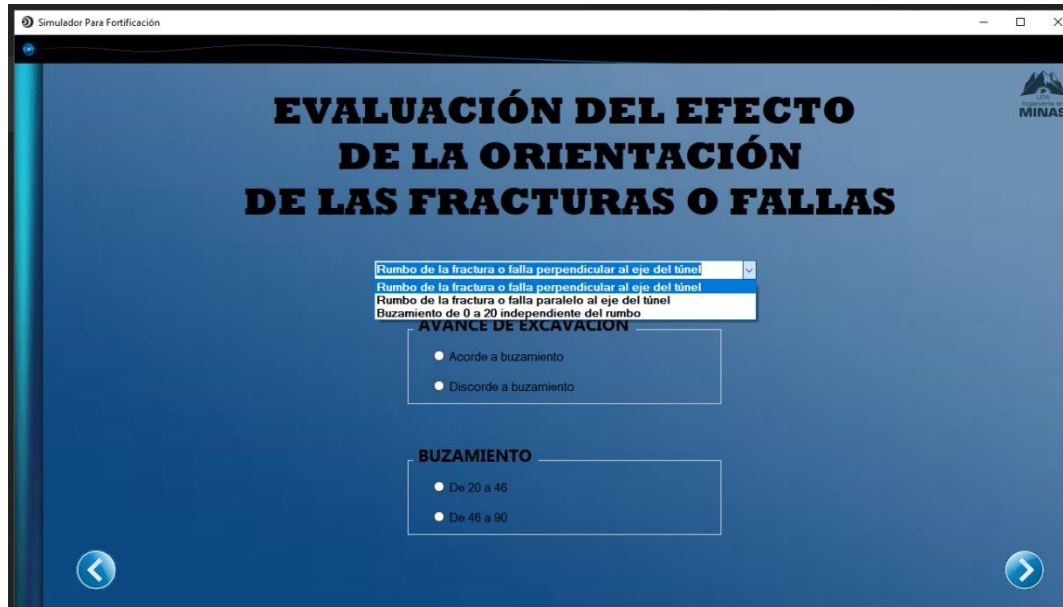 Simulador Para Fortificación
UDA
MINAS
EVALUACIÓN DEL EFECTO
DE LA ORIENTACIÓN
DE LAS FRACTURAS O FALLAS
Rumbo de la fractura o falla perpendicular al eje del túnel
Rumbo de la fractura o falla perpendicular al eje del túnel
Rumbo de la fractura o falla paralelo al eje del túnel
Buzamiento de 0 a 20 independiente del rumbo
AVANCE DE EXCAVACION
Acorde a buzamiento
Discorde a buzamiento
BUZAMIENTO
De 20 a 46
De 46 a 90